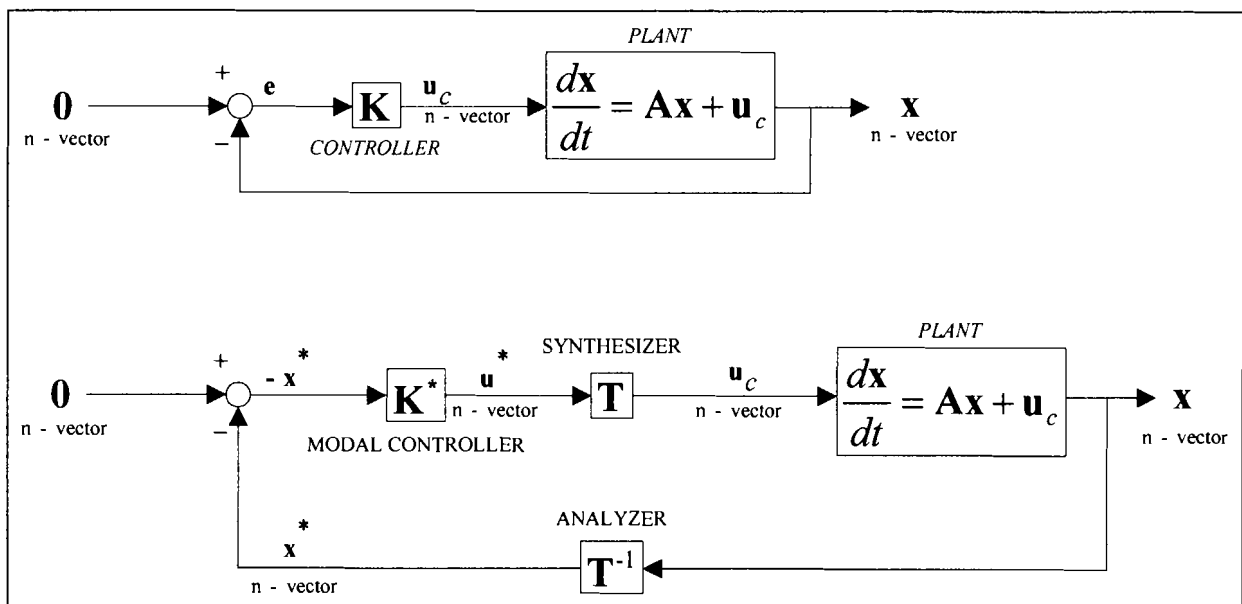 PLANT
+
0
n - vector
e
K
CONTROLLER
u_c
n - vector
dx/dt = Ax + u_c
x
n - vector
−
PLANT
SYNTHESIZER
+
0
n - vector
- x*
K*
MODAL CONTROLLER
u*
n - vector
T
u_c
n - vector
dx/dt = Ax + u_c
x
n - vector
−
ANALYZER
x*
n - vector
T⁻¹